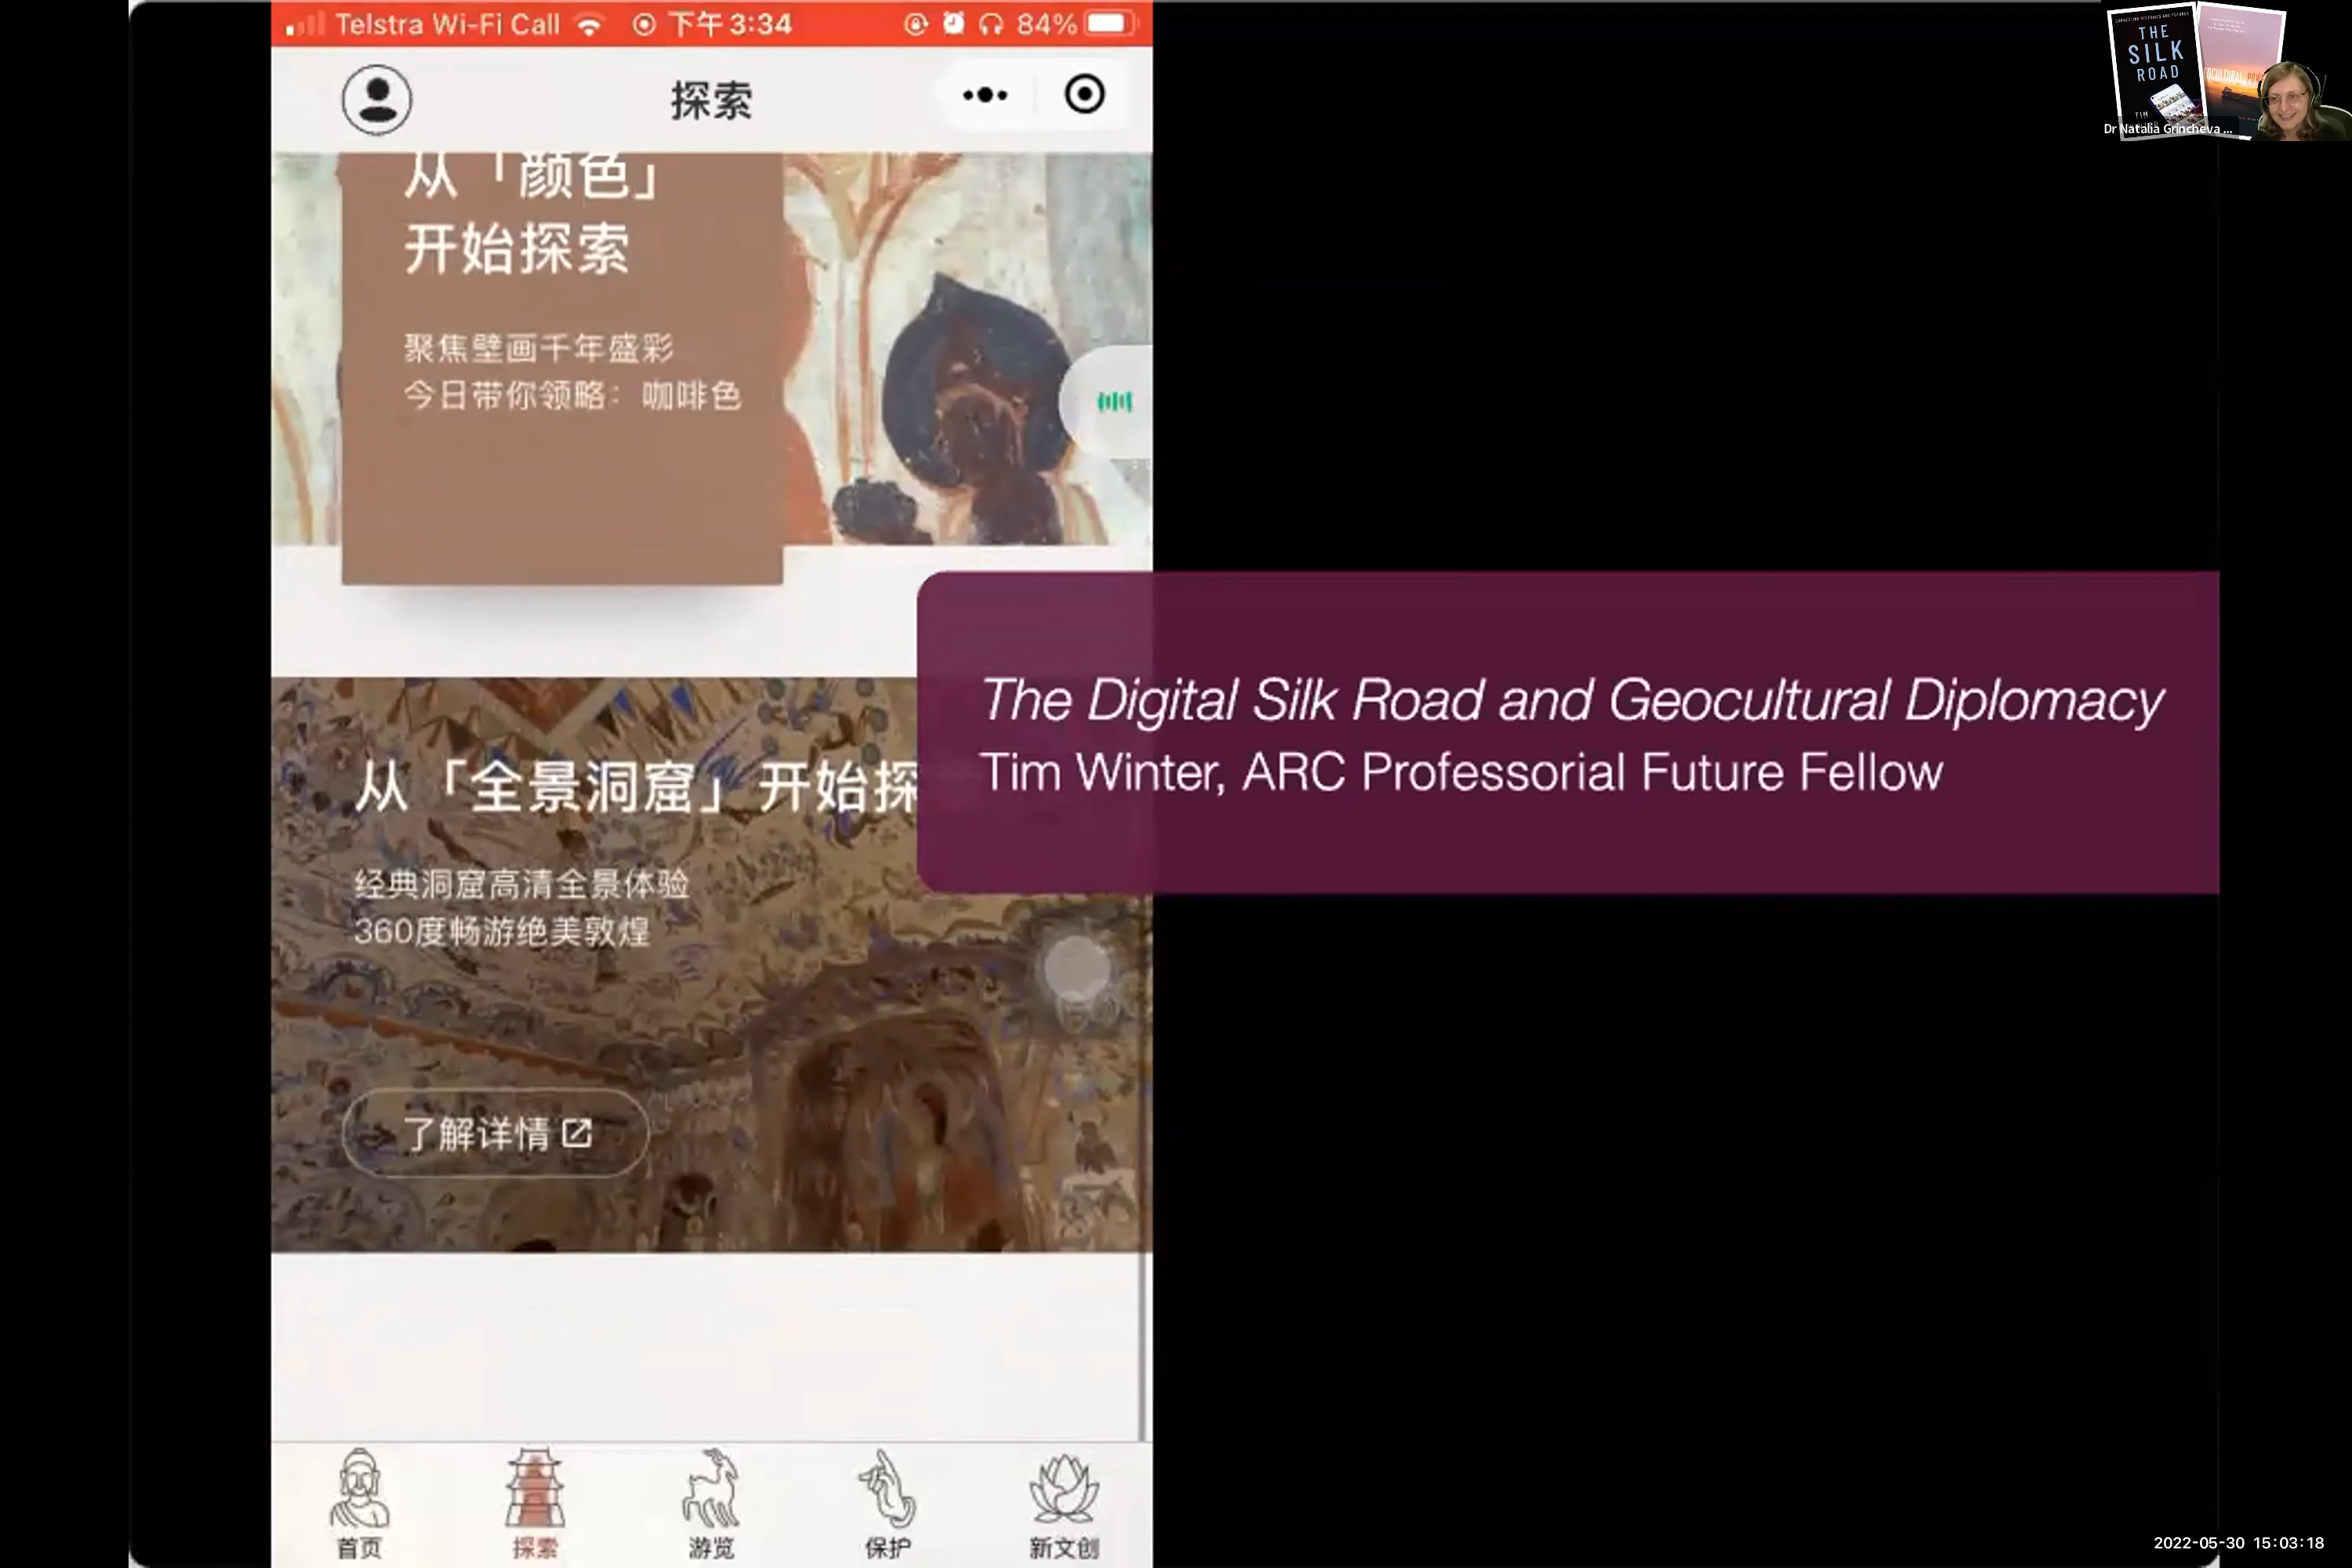 Telstra Wi-Fi Call 下午3:34 84%
探索
从「颜色」
开始探索
聚焦壁画千年盛彩
今日带你领略：咖啡色
The Digital Silk Road and Geocultural Diplomacy
Tim Winter, ARC Professorial Future Fellow
从「全景洞窟」开始探
经典洞窟高清全景体验
360度畅游绝美敦煌
了解详情
首页 探索 游览 保护 新文创
THE
SILK
ROAD
TIM
Dr Natalia Grincheva ...
2022-05-30 15:03:18